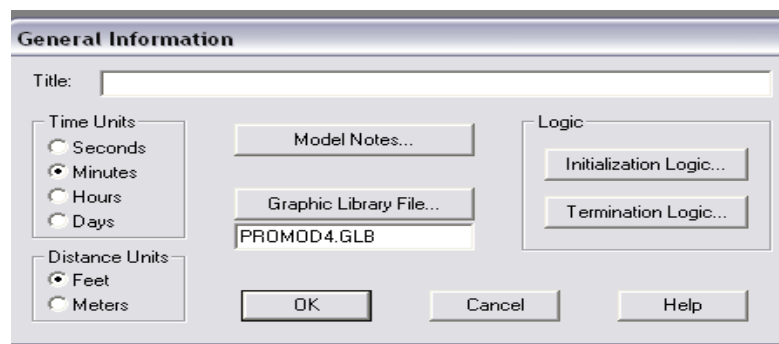 General Information
Title:
Time Units
Seconds
Minutes
Hours
Days
Distance Units
Feet
Meters
Model Notes...
Graphic Library File...
PROMOD4.GLB
Logic
Initialization Logic...
Termination Logic...
OK
Cancel
Help